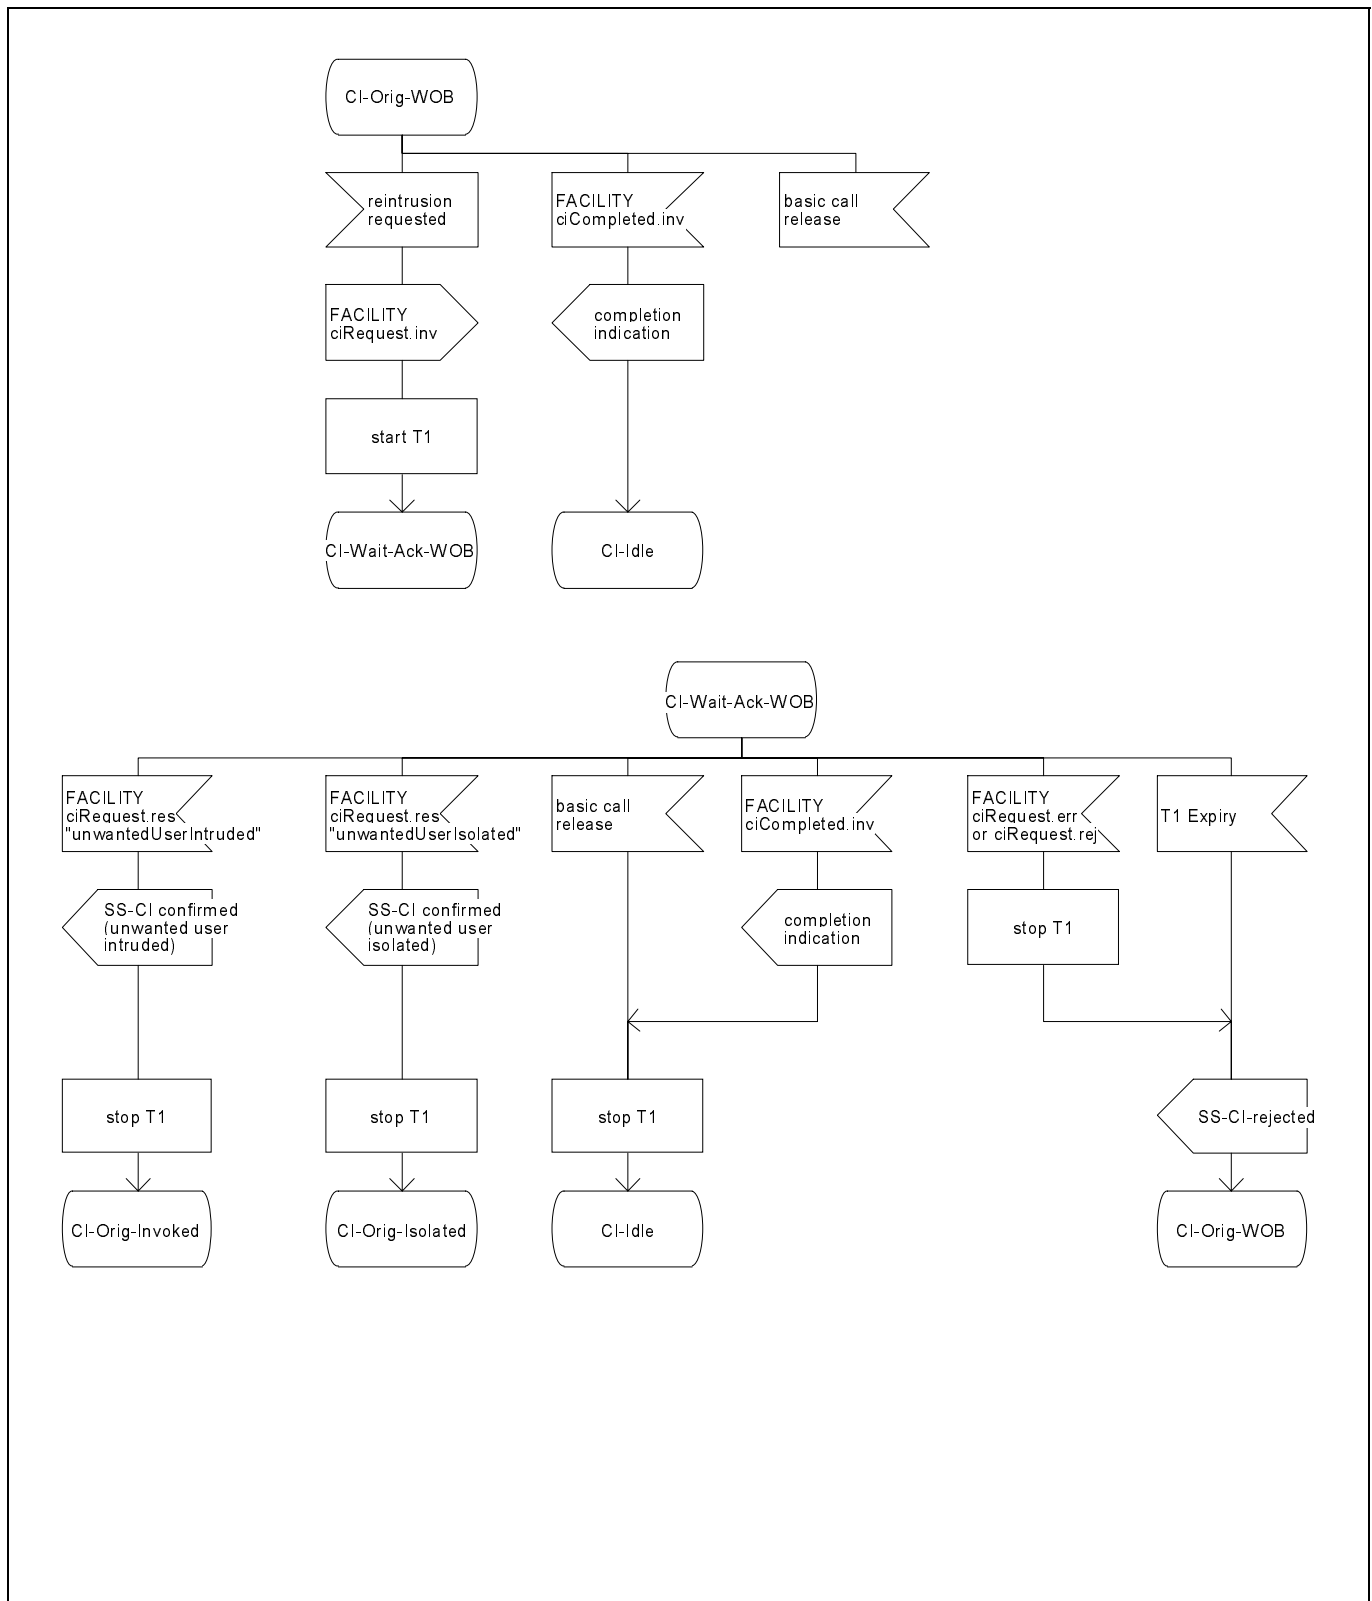 CI-Orig-WOB
reintrusion
requested
FACILITY
ciCompleted.inv
basic call
release
FACILITY
ciRequest.inv
completion
indication
start T1
CI-Wait-Ack-WOB
CI-Idle
CI-Wait-Ack-WOB
FACILITY
ciRequest.res
"unwantedUserIntruded"
FACILITY
ciRequest.res
"unwantedUserIsolated"
basic call
release
FACILITY
ciCompleted.inv
FACILITY
ciRequest.err
or ciRequest.rej
T1 Expiry
SS-CI confirmed
(unwanted user
intruded)
SS-CI confirmed
(unwanted user
isolated)
completion
indication
stop T1
stop T1
stop T1
stop T1
SS-CI-rejected
CI-Orig-Invoked
CI-Orig-Isolated
CI-Idle
CI-Orig-WOB